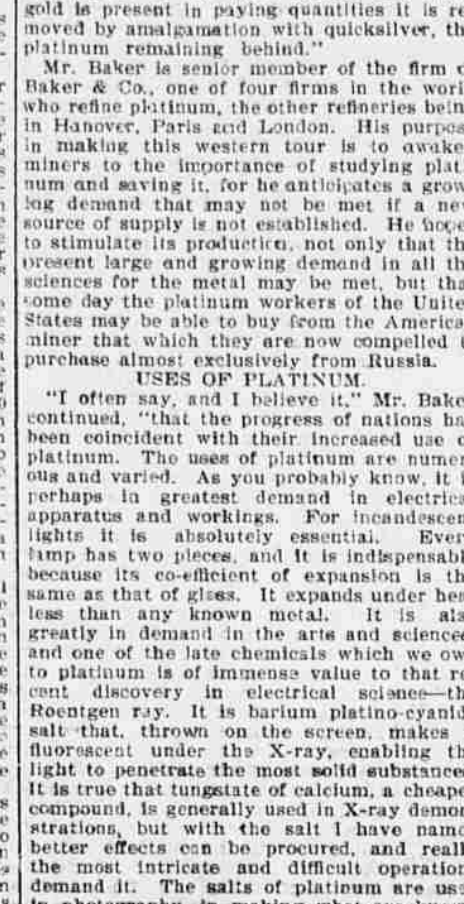 gold is present in paying quantities it is re
moved by amalgamation with quicksilver, th
platinum remaining behind."
Mr. Baker is senior member of the firm o
Baker & Co., one of four firms in the worl
who refine platinum, the other refineries bein
in Hanover, Paris and London. His purpos
in making this western tour is to awake
miners to the importance of studying plat
num and saving it, for he anticipates a grow
ing demand that may not be met if a new
source of supply is not established. He hope
to stimulate its production, not only that th
present large and growing demand in all th
sciences for the metal may be met, but tha
some day the platinum workers of the Unite
States may be able to buy from the America
miner that which they are now compelled t
purchase almost exclusively from Russia.
USES OF PLATINUM.
"I often say, and I believe it," Mr. Bake
continued, "that the progress of nations ha
been coincident with their increased use o
platinum. The uses of platinum are numer
ous and varied. As you probably know, it i
perhaps in greatest demand in electrica
apparatus and workings. For incandescen
lights it is absolutely essential. Ever
lamp has two pieces, and it is indispensabl
because its co-efficient of expansion is th
same as that of glass. It expands under hea
less than any known metal. It is als
greatly in demand in the arts and science
and one of the late chemicals which we ow
to platinum is of immense value to that re
cent discovery in electrical science—th
Roentgen ray. It is barium platino-cyanid
salt that, thrown on the screen, makes
fluorescent under the X-ray, enabling th
light to penetrate the most solid substance
It is true that tungstate of calcium, a cheape
compound, is generally used in X-ray demon
strations, but with the salt I have name
better effects can be procured, and reall
the most intricate and difficult operation
demand it. The salts of platinum are use